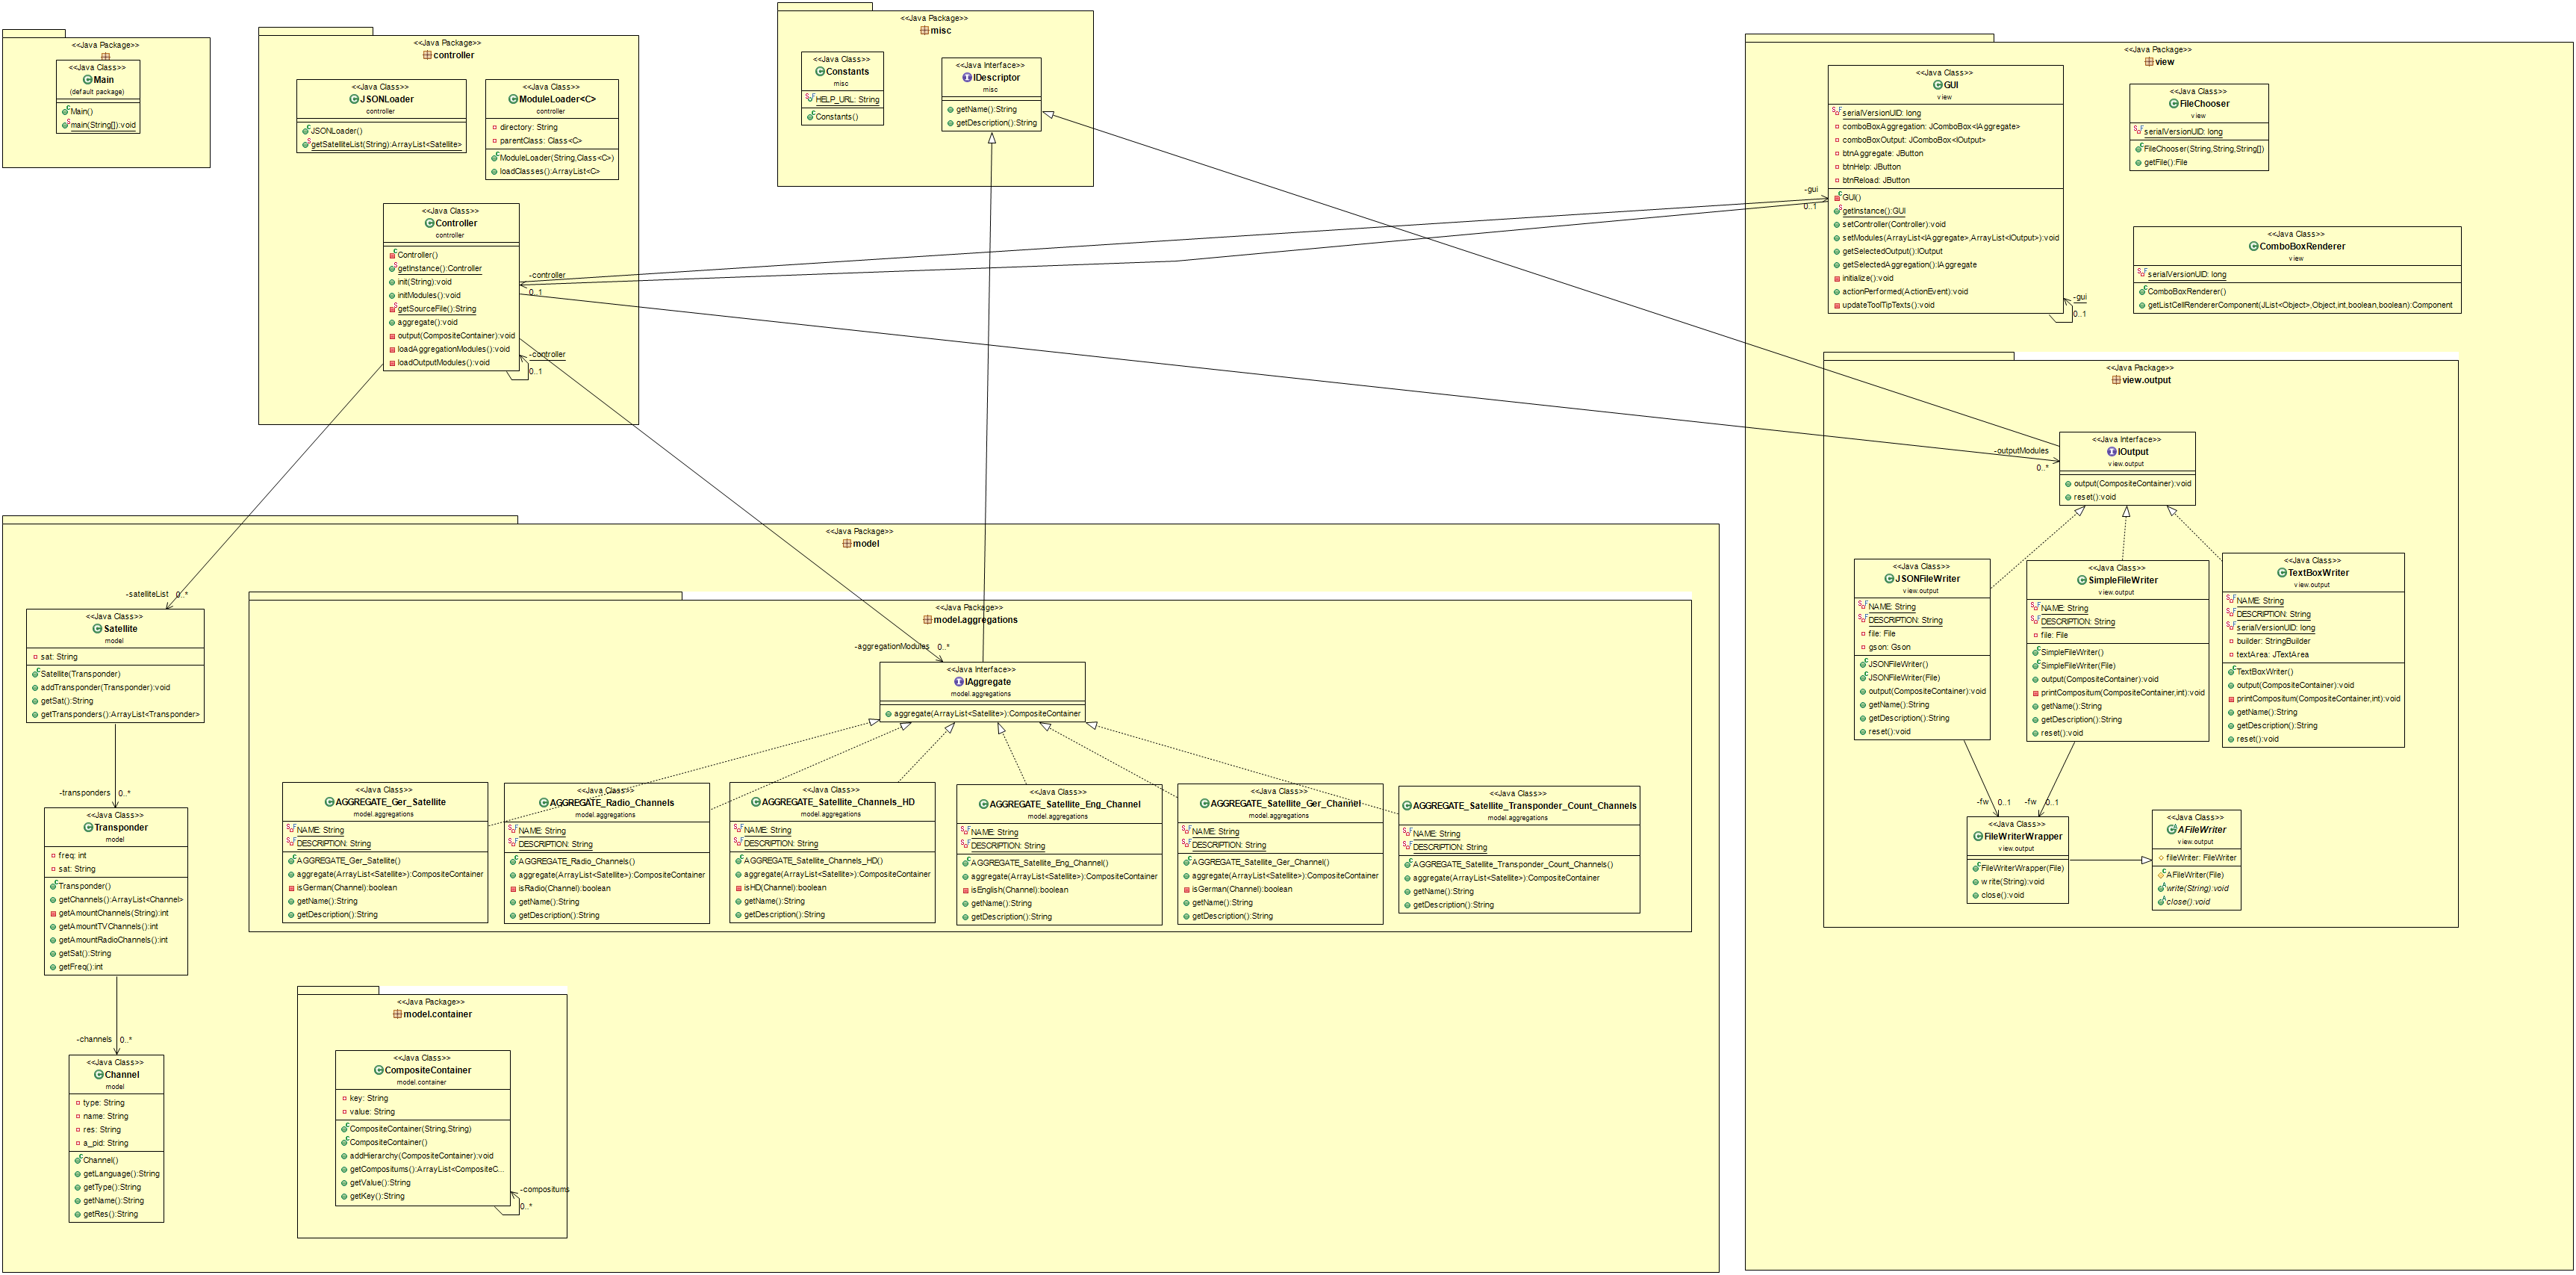 <<Java Package>>
<<Java Class>>
Main
(default package)
Main()
main(String[]):void
<<Java Package>>
controller
<<Java Class>>
JSONLoader
controller
JSONLoader()
getSatelliteList(String):ArrayList<Satellite>
<<Java Class>>
ModuleLoader<C>
controller
directory: String
parentClass: Class<C>
ModuleLoader(String,Class<C>)
loadClasses():ArrayList<C>
<<Java Class>>
Controller
controller
Controller()
getInstance():Controller
init(String):void
initModules():void
getSourceFile():String
aggregate():void
output(CompositeContainer):void
loadAggregationModules():void
loadOutputModules():void
-controller
0..1
-controller
0..1
<<Java Package>>
misc
<<Java Class>>
Constants
misc
HELP_URL: String
Constants()
<<Java Interface>>
IDescriptor
misc
getName():String
getDescription():String
<<Java Package>>
view
<<Java Class>>
GUI
view
serialVersionUID: long
comboBoxAggregation: JComboBox<IAggregate>
comboBoxOutput: JComboBox<IOutput>
btnAggregate: JButton
btnHelp: JButton
btnReload: JButton
GUI()
getInstance():GUI
setController(Controller):void
setModules(ArrayList<IAggregate>,ArrayList<IOutput>):void
getSelectedOutput():IOutput
getSelectedAggregation():IAggregate
initialize():void
actionPerformed(ActionEvent):void
updateToolTipTexts():void
-gui
0..1
-gui
0..1
<<Java Class>>
FileChooser
view
serialVersionUID: long
FileChooser(String,String,String[])
getFile():File
<<Java Class>>
ComboBoxRenderer
view
serialVersionUID: long
ComboBoxRenderer()
getListCellRendererComponent(JList<Object>,Object,int,boolean,boolean):Component
<<Java Package>>
view.output
<<Java Interface>>
IOutput
view.output
output(CompositeContainer):void
reset():void
-outputModules
0..*
<<Java Class>>
JSONFileWriter
view.output
NAME: String
DESCRIPTION: String
file: File
gson: Gson
JSONFileWriter()
JSONFileWriter(File)
output(CompositeContainer):void
getName():String
getDescription():String
reset():void
<<Java Class>>
SimpleFileWriter
view.output
NAME: String
DESCRIPTION: String
file: File
SimpleFileWriter()
SimpleFileWriter(File)
output(CompositeContainer):void
printCompositum(CompositeContainer,int):void
getName():String
getDescription():String
reset():void
<<Java Class>>
TextBoxWriter
view.output
NAME: String
DESCRIPTION: String
serialVersionUID: long
builder: StringBuilder
textArea: JTextArea
TextBoxWriter()
output(CompositeContainer):void
printCompositum(CompositeContainer,int):void
getName():String
getDescription():String
reset():void
-fw
0..1
-fw
0..1
<<Java Class>>
FileWriterWrapper
view.output
FileWriterWrapper(File)
write(String):void
close():void
<<Java Class>>
AFileWriter
view.output
fileWriter: FileWriter
AFileWriter(File)
write(String):void
close():void
<<Java Package>>
model
-satelliteList 0..*
<<Java Class>>
Satellite
model
sat: String
Satellite(Transponder)
addTransponder(Transponder):void
getSat():String
getTransponders():ArrayList<Transponder>
-transponders 0..*
<<Java Class>>
Transponder
model
freq: int
sat: String
Transponder()
getChannels():ArrayList<Channel>
getAmountChannels(String):int
getAmountTVChannels():int
getAmountRadioChannels():int
getSat():String
getFreq():int
-channels 0..*
<<Java Class>>
Channel
model
type: String
name: String
res: String
a_pid: String
Channel()
getLanguage():String
getType():String
getName():String
getRes():String
<<Java Package>>
model.aggregations
-aggregationModules 0..*
<<Java Interface>>
IAggregate
model.aggregations
aggregate(ArrayList<Satellite>):CompositeContainer
<<Java Class>>
AGGREGATE_Ger_Satellite
model.aggregations
NAME: String
DESCRIPTION: String
AGGREGATE_Ger_Satellite()
aggregate(ArrayList<Satellite>):CompositeContainer
isGerman(Channel):boolean
getName():String
getDescription():String
<<Java Class>>
AGGREGATE_Radio_Channels
model.aggregations
NAME: String
DESCRIPTION: String
AGGREGATE_Radio_Channels()
aggregate(ArrayList<Satellite>):CompositeContainer
isRadio(Channel):boolean
getName():String
getDescription():String
<<Java Class>>
AGGREGATE_Satellite_Channels_HD
model.aggregations
NAME: String
DESCRIPTION: String
AGGREGATE_Satellite_Channels_HD()
aggregate(ArrayList<Satellite>):CompositeContainer
isHD(Channel):boolean
getName():String
getDescription():String
<<Java Class>>
AGGREGATE_Satellite_Eng_Channel
model.aggregations
NAME: String
DESCRIPTION: String
AGGREGATE_Satellite_Eng_Channel()
aggregate(ArrayList<Satellite>):CompositeContainer
isEnglish(Channel):boolean
getName():String
getDescription():String
<<Java Class>>
AGGREGATE_Satellite_Ger_Channel
model.aggregations
NAME: String
DESCRIPTION: String
AGGREGATE_Satellite_Ger_Channel()
aggregate(ArrayList<Satellite>):CompositeContainer
isGerman(Channel):boolean
getName():String
getDescription():String
<<Java Class>>
AGGREGATE_Satellite_Transponder_Count_Channels
model.aggregations
NAME: String
DESCRIPTION: String
AGGREGATE_Satellite_Transponder_Count_Channels()
aggregate(ArrayList<Satellite>):CompositeContainer
getName():String
getDescription():String
<<Java Package>>
model.container
<<Java Class>>
CompositeContainer
model.container
key: String
value: String
CompositeContainer(String,String)
CompositeContainer()
addHierarchy(CompositeContainer):void
getCompositums():ArrayList<CompositeC...
getValue():String
getKey():String
-compositums
0..*